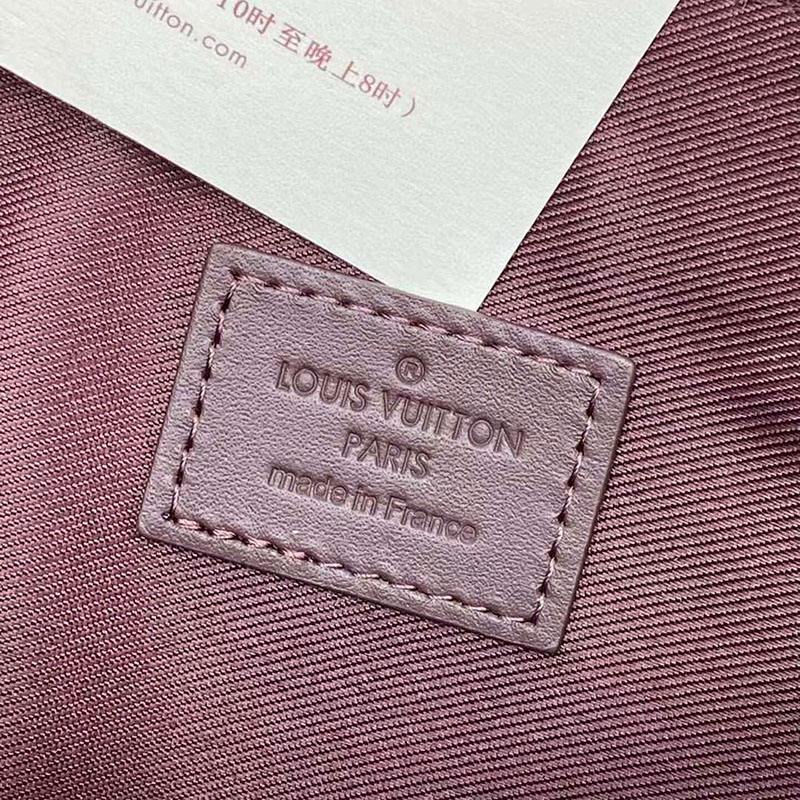 10时至晚上8时）
uitton.com
®
LOUIS VUITTON
PARIS
made in France